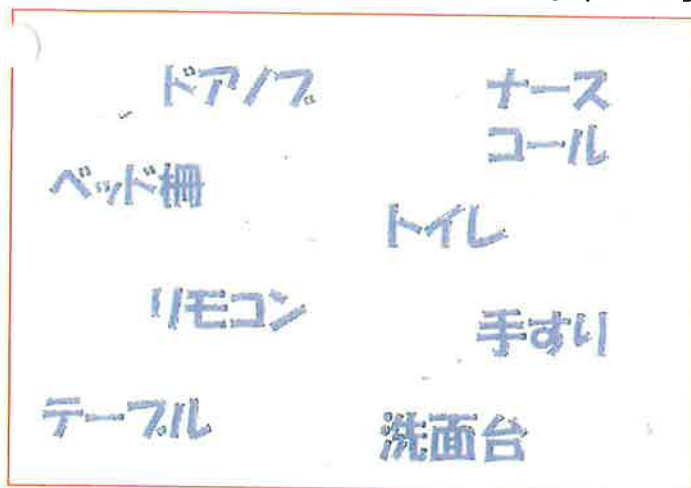 ドアノブ
ナース
コール
ベッド柵
トイレ
リモコン
手すり
テーブル
洗面台